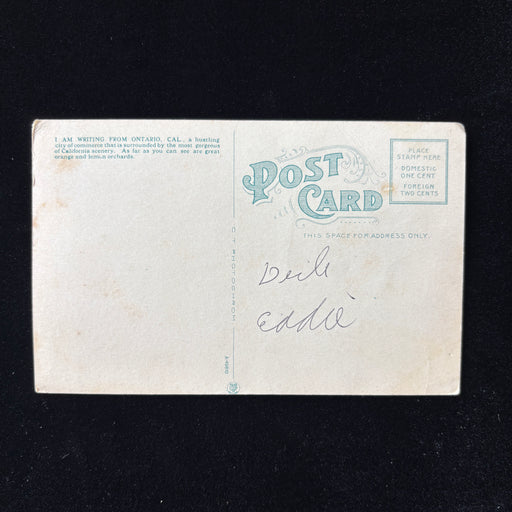 I AM WRITING FROM ONTARIO, CAL., a hustling
city of commerce that is surrounded by the most gorgeous
of California scenery. As far as you can see are great
orange and lemon orchards.
POST
CARD
PLACE
STAMP HERE
DOMESTIC
ONE CENT
FOREIGN
TWO CENTS
THIS SPACE FOR ADDRESS ONLY.
Eddie